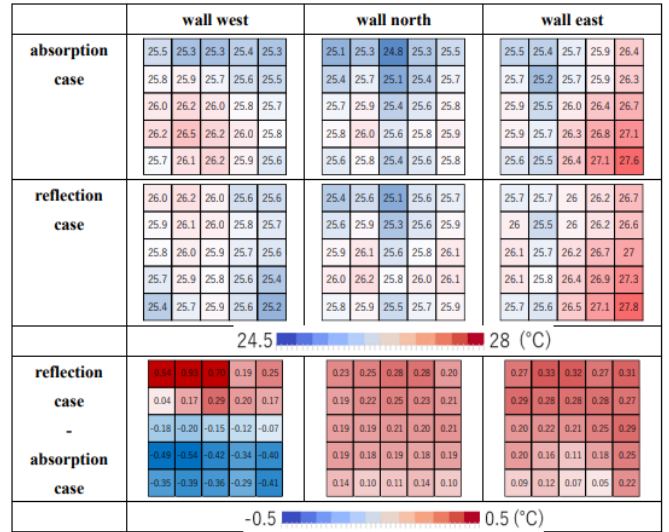 wall west wall north wall east
absorption
case
25.5 25.3 25.3 25.4 25.3 25.1 25.3 24.8 25.3 25.5 25.5 25.4 25.7 25.9 26.4
25.8 25.9 25.7 25.6 25.5 25.4 25.7 25.1 25.4 25.7 25.7 25.2 25.7 25.9 26.3
26.0 26.2 26.0 25.8 25.7 25.7 25.9 25.4 25.6 25.8 25.9 25.5 26.0 26.4 26.7
26.2 26.5 26.2 26.0 25.8 25.8 26.0 25.6 25.8 25.9 25.9 25.7 26.3 26.8 27.1
25.7 26.1 26.2 25.9 25.6 25.6 25.8 25.4 25.6 25.8 25.6 25.5 26.4 27.1 27.6
reflection
case
26.0 26.2 26.0 25.6 25.6 25.4 25.6 25.1 25.6 25.7 25.7 25.7 26 26.2 26.7
25.9 26.1 26.0 25.8 25.7 25.6 25.9 25.3 25.6 25.9 26 25.5 26 26.2 26.6
25.8 26.0 25.9 25.7 25.6 25.9 26.1 25.6 25.8 26.1 26.1 25.7 26.2 26.7 27
25.7 25.9 25.8 25.6 25.4 26.0 26.2 25.8 26.0 26.1 26.1 25.8 26.4 26.9 27.3
25.4 25.7 25.9 25.6 25.2 25.8 25.9 25.5 25.7 25.9 25.7 25.6 26.5 27.1 27.8
24.5 28 (°C)
reflection
case
-
absorption
case
0.54 0.93 0.70 0.19 0.25 0.23 0.25 0.28 0.28 0.20 0.27 0.33 0.32 0.27 0.31
0.04 0.17 0.29 0.20 0.17 0.19 0.22 0.25 0.23 0.21 0.29 0.28 0.28 0.28 0.27
-0.18 -0.20 -0.15 -0.12 -0.07 0.19 0.19 0.21 0.20 0.21 0.20 0.22 0.21 0.25 0.29
-0.49 -0.54 -0.42 -0.34 -0.40 0.19 0.18 0.19 0.20 0.19 0.20 0.16 0.11 0.18 0.25
-0.35 -0.39 -0.36 -0.29 -0.41 0.14 0.10 0.11 0.14 0.10 0.09 0.12 0.07 0.05 0.22
-0.5 0.5 (°C)